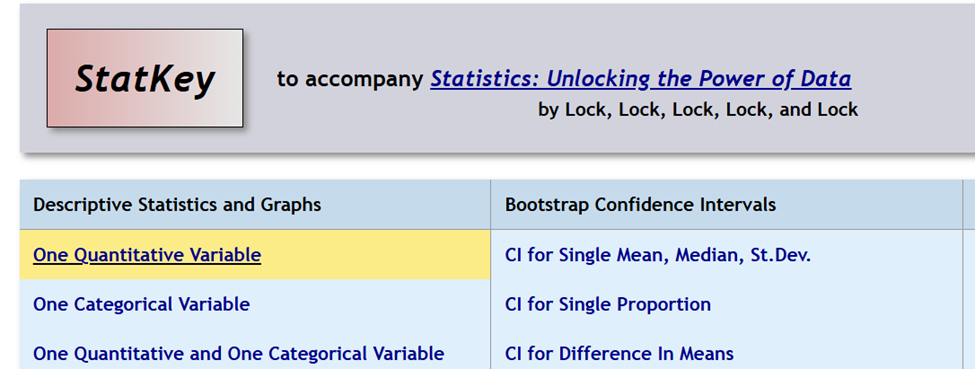 StatKey
to accompany Statistics: Unlocking the Power of Data
by Lock, Lock, Lock, Lock, and Lock
Descriptive Statistics and Graphs
Bootstrap Confidence Intervals
One Quantitative Variable
CI for Single Mean, Median, St.Dev.
One Categorical Variable
CI for Single Proportion
One Quantitative and One Categorical Variable
CI for Difference In Means